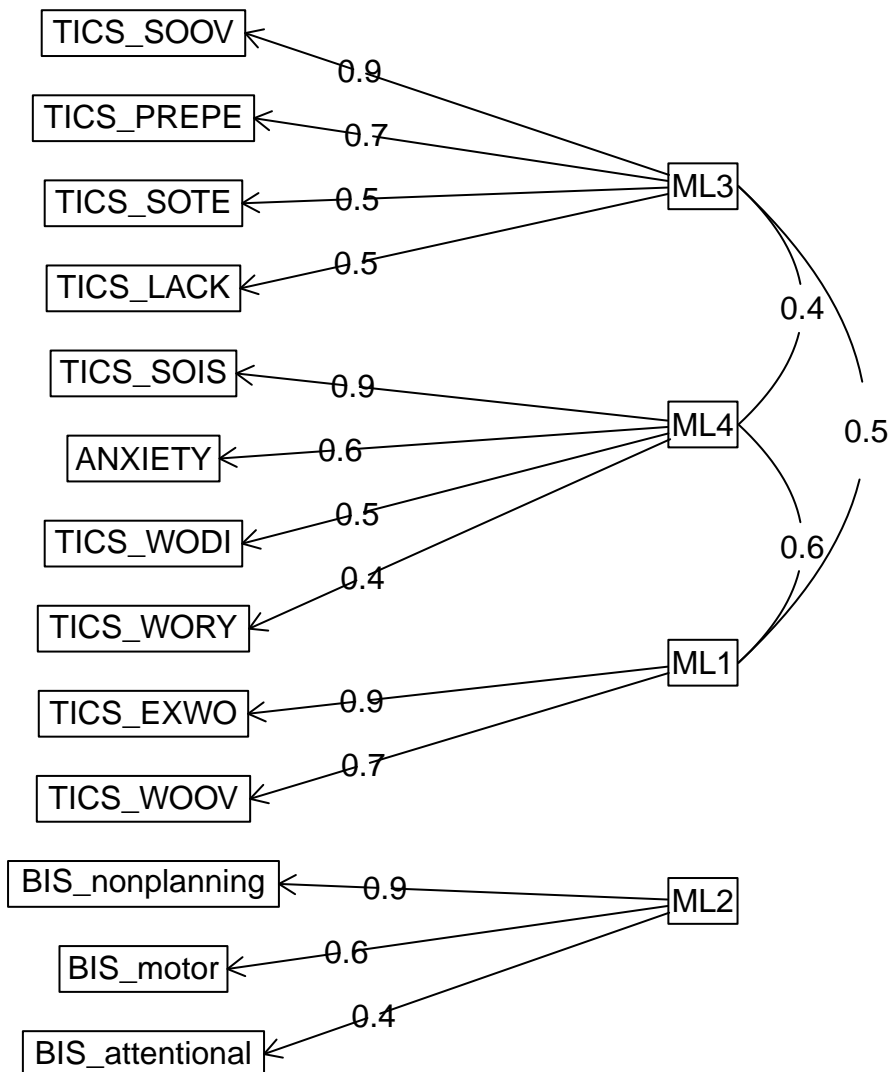 TICS_SOOV
0.9
TICS_PREPE
0.7
ML3
TICS_SOTE
0.5
TICS_LACK
0.5
0.4
TICS_SOIS
0.9
ML4
0.5
ANXIETY
0.6
TICS_WODI
0.5
0.6
TICS_WORY
0.4
ML1
TICS_EXWO
0.9
TICS_WOOV
0.7
BIS_nonplanning
0.9
ML2
BIS_motor
0.6
BIS_attentional
0.4